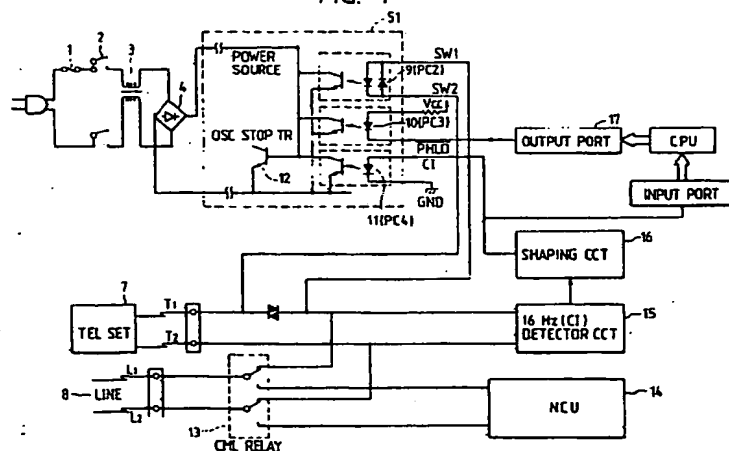 FIG. 4
S1
1
2
3
4
POWER
SOURCE
SW1
9(PC2)
SW2
Vcc
10(PC3)
OSC STOP TR
12
PHLD
CI
11(PC4)
GND
17
OUTPUT PORT
CPU
INPUT PORT
16
SHAPING CCT
7
TEL SET
T1
T2
15
16 Hz (CI)
DETECTOR CCT
8
LINE
L1
L2
13
CML RELAY
14
NCU